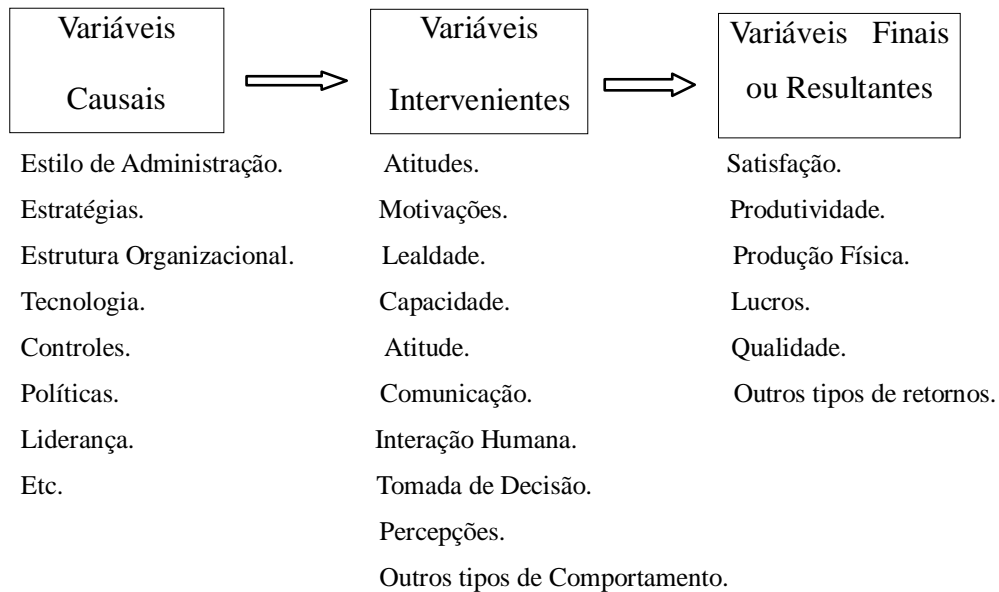 Variáveis
Causais
Estilo de Administração.
Estratégias.
Estrutura Organizacional.
Tecnologia.
Controles.
Políticas.
Liderança.
Etc.
Variáveis
Intervenientes
Atitudes.
Motivações.
Lealdade.
Capacidade.
Atitude.
Comunicação.
Interação Humana.
Tomada de Decisão.
Percepções.
Outros tipos de Comportamento.
Variáveis Finais
ou Resultantes
Satisfação.
Produtividade.
Produção Física.
Lucros.
Qualidade.
Outros tipos de retornos.